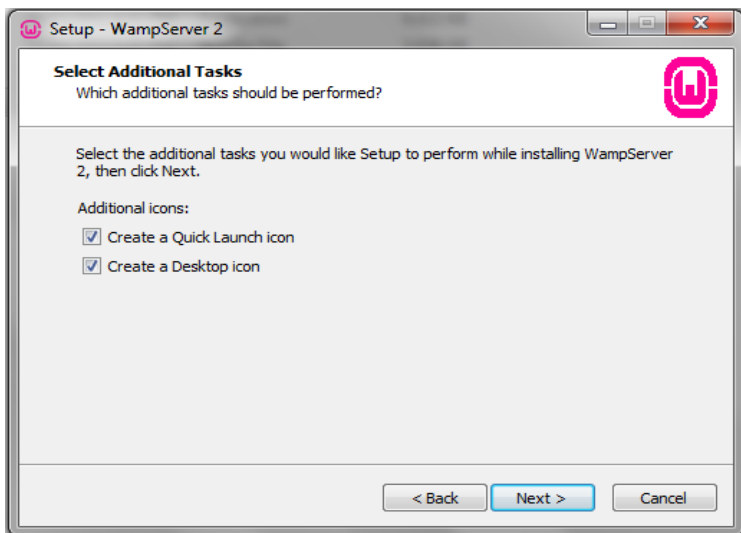 Setup - WampServer 2
Select Additional Tasks
Which additional tasks should be performed?
Select the additional tasks you would like Setup to perform while installing WampServer
2, then click Next.
Additional icons:
Create a Quick Launch icon
Create a Desktop icon
< Back Next > Cancel